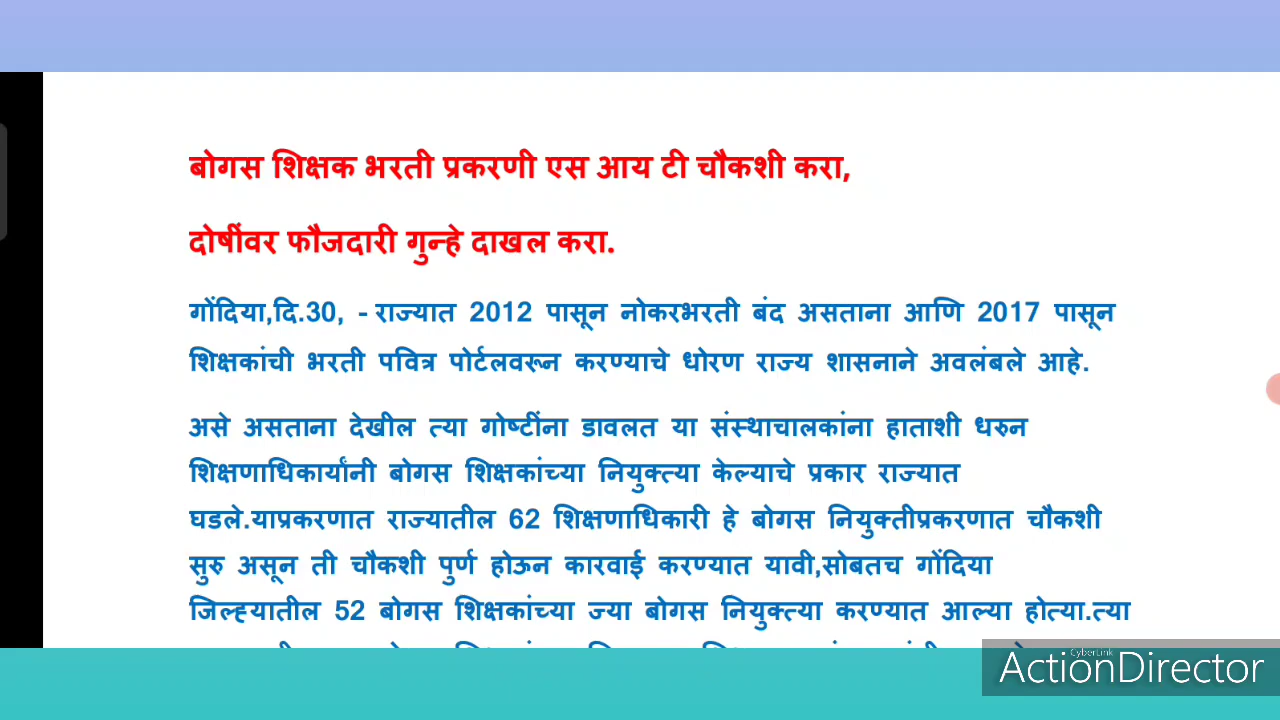 बोगस शिक्षक भरती प्रकरणी एस आय टी चौकशी करा,
दोषींवर फौजदारी गुन्हे दाखल करा.
गोंदिया,दि.30, - राज्यात 2012 पासून नोकरभरती बंद असताना आणि 2017 पासून
शिक्षकांची भरती पवित्र पोर्टलवरून करण्याचे धोरण राज्य शासनाने अवलंबले आहे.
असे असताना देखील त्या गोष्टींना डावलत या संस्थाचालकांना हाताशी धरुन
शिक्षणाधिकार्यांनी बोगस शिक्षकांच्या नियुक्त्या केल्याचे प्रकार राज्यात
घडले.याप्रकरणात राज्यातील 62 शिक्षणाधिकारी हे बोगस नियुक्तीप्रकरणात चौकशी
सुरु असून ती चौकशी पुर्ण होऊन कारवाई करण्यात यावी,सोबतच गोंदिया
जिल्ह्यातील 52 बोगस शिक्षकांच्या ज्या बोगस नियुक्त्या करण्यात आल्या होत्या.त्या
CyberLink
ActionDirector